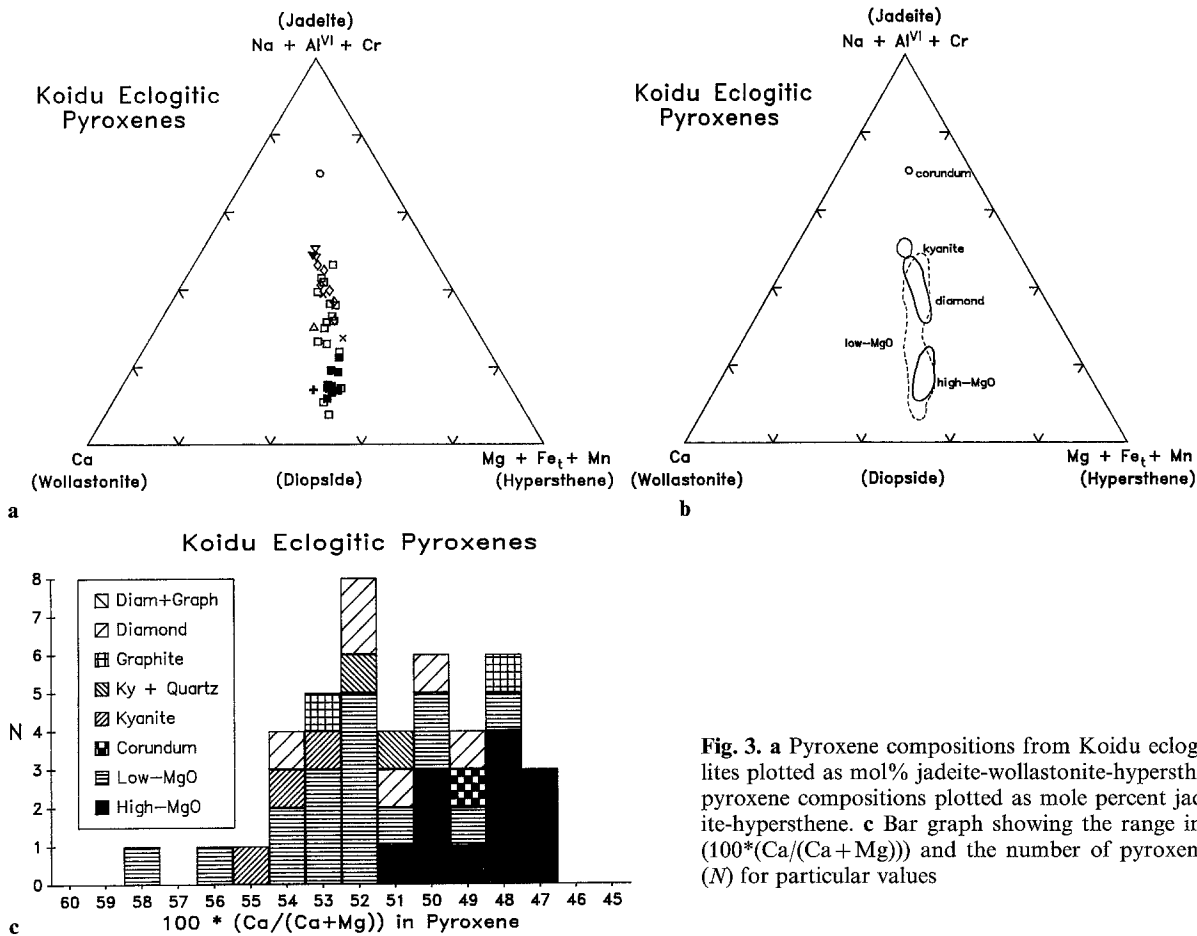 (Jadeite)
Na + Al^VI + Cr
Koidu Eclogitic
Pyroxenes
Ca
(Wollastonite)
(Diopside)
Mg + Fe_t + Mn
(Hypersthene)
a
(Jadeite)
Na + Al^VI + Cr
Koidu Eclogitic
Pyroxenes
corundum
kyanite
diamond
low-MgO
high-MgO
Ca
(Wollastonite)
(Diopside)
Mg + Fe_t + Mn
(Hypersthene)
b
Koidu Eclogitic Pyroxenes
8
7
6
5
4
3
2
1
0
N
Diam+Graph
Diamond
Graphite
Ky + Quartz
Kyanite
Corundum
Low-MgO
High-MgO
60 59 58 57 56 55 54 53 52 51 50 49 48 47 46 45
100 * (Ca/(Ca+Mg)) in Pyroxene
c
Fig. 3. a Pyroxene compositions from Koidu eclog
lites plotted as mol% jadeite-wollastonite-hypersth
pyroxene compositions plotted as mole percent jad
ite-hypersthene. c Bar graph showing the range in
(100*(Ca/(Ca+Mg))) and the number of pyroxen
(N) for particular values